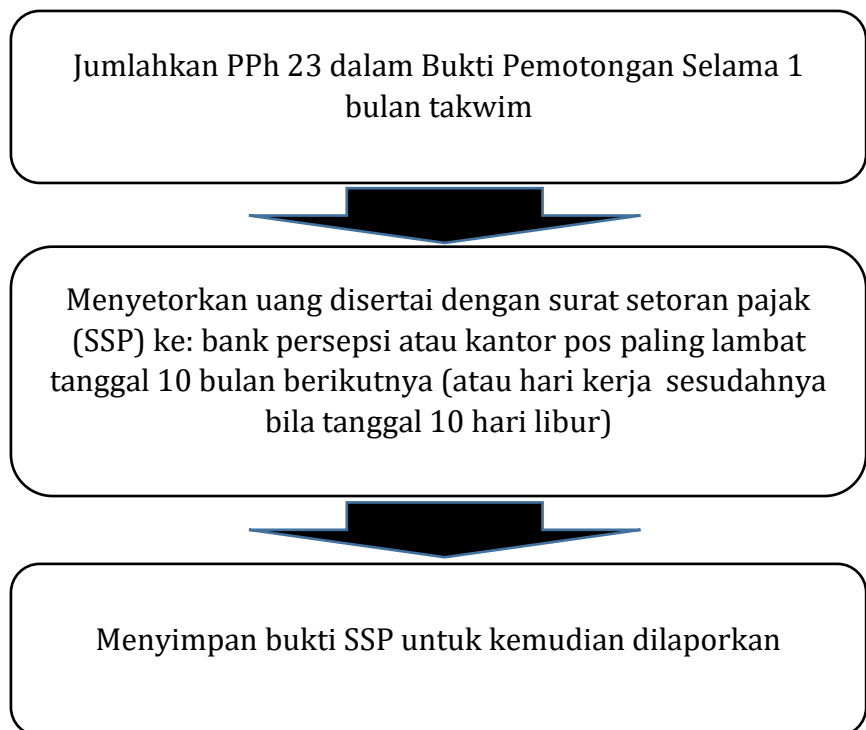 Jumlahkan PPh 23 dalam Bukti Pemotongan Selama 1
bulan takwim
Menyetorkan uang disertai dengan surat setoran pajak
(SSP) ke: bank persepsi atau kantor pos paling lambat
tanggal 10 bulan berikutnya (atau hari kerja sesudahnya
bila tanggal 10 hari libur)
Menyimpan bukti SSP untuk kemudian dilaporkan